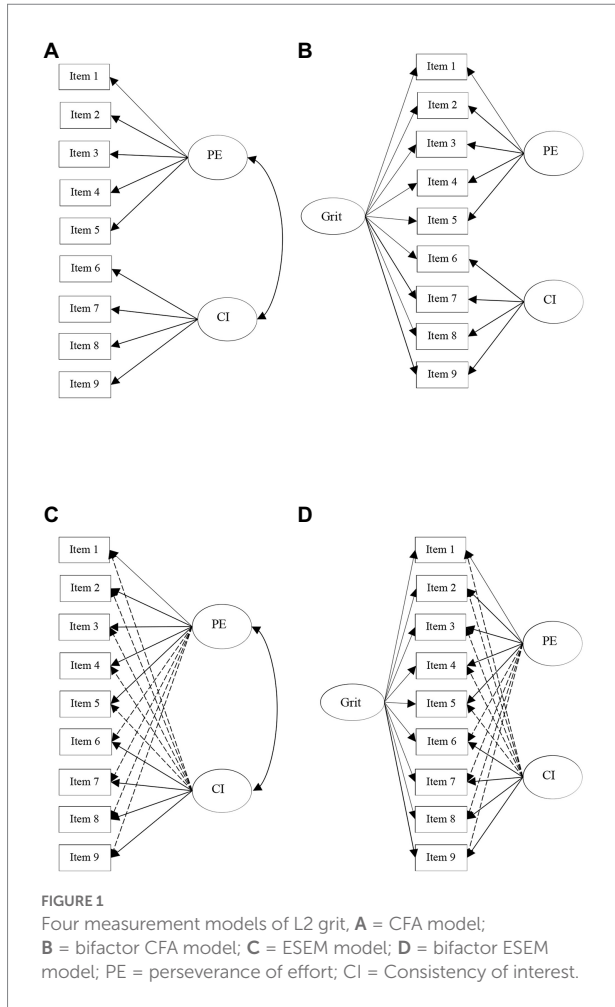 A
Item 1
Item 2
Item 3
Item 4
Item 5
Item 6
Item 7
Item 8
Item 9
PE
CI
B
Grit
Item 1
Item 2
Item 3
Item 4
Item 5
Item 6
Item 7
Item 8
Item 9
PE
CI
C
Item 1
Item 2
Item 3
Item 4
Item 5
Item 6
Item 7
Item 8
Item 9
PE
CI
D
Grit
Item 1
Item 2
Item 3
Item 4
Item 5
Item 6
Item 7
Item 8
Item 9
PE
CI
FIGURE 1
Four measurement models of L2 grit, A = CFA model;
B = bifactor CFA model; C = ESEM model; D = bifactor ESEM
model; PE = perseverance of effort; CI = Consistency of interest.